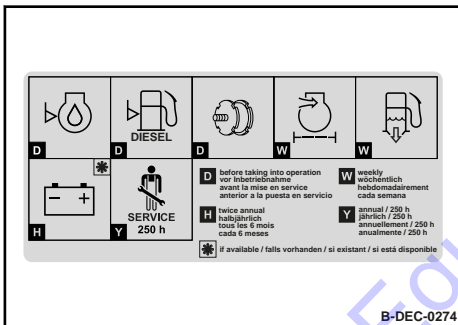 DIESEL
D
D
D
W
W
SERVICE
250 h
H
Y
D before taking into operation
vor Inbetriebnahme
avant la mise en service
anterior a la puesta en servicio
W weekly
wöchentlich
hebdomadairement
cada semana
H twice annual
halbjährlich
tous les 6 mois
cada 6 meses
Y annual / 250 h
jährlich / 250 h
annuellement / 250 h
anualmente / 250 h
if available / falls vorhanden / si existant / si está disponible
B-DEC-0274